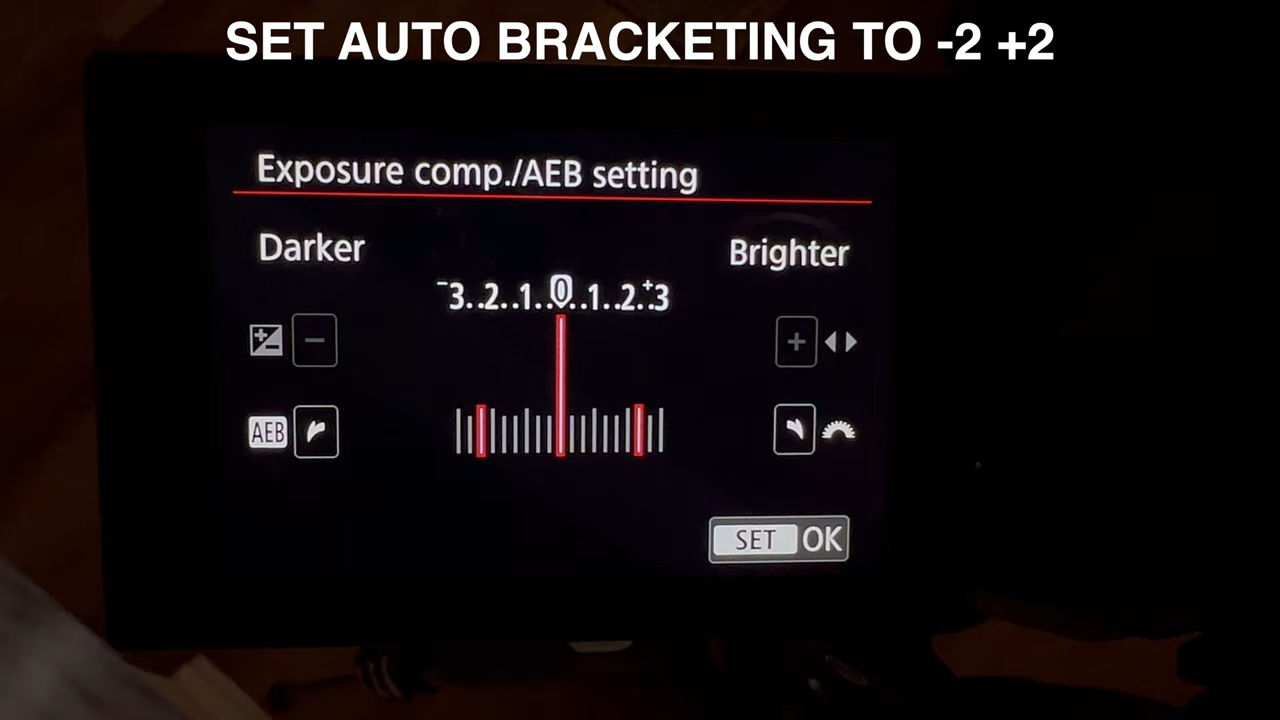 SET AUTO BRACKETING TO -2 +2
Exposure comp./AEB setting
Darker
Brighter
-3..2..1..0..1..2..+3
+- -
+
AEB
SET OK